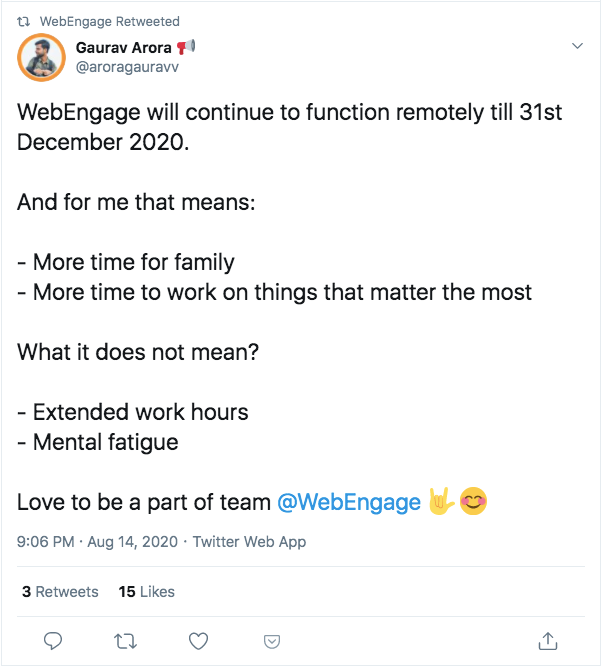 WebEngage Retweeted
Gaurav Arora
@aroragauravv
WebEngage will continue to function remotely till 31st
December 2020.
And for me that means:
- More time for family
- More time to work on things that matter the most
What it does not mean?
- Extended work hours
- Mental fatigue
Love to be a part of team @WebEngage 🤟😊
9:06 PM · Aug 14, 2020 · Twitter Web App
3 Retweets 15 Likes